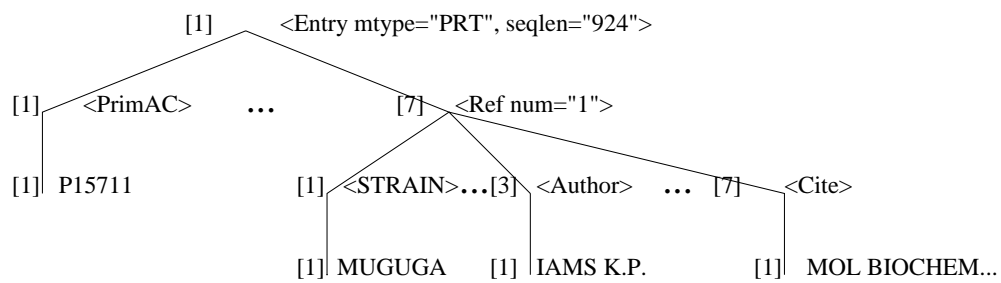 [1] <Entry mtype="PRT", seqlen="924">
[1] <PrimAC> ... [7] <Ref num="1">
[1] P15711 [1] <STRAIN>...[3] <Author> ... [7] <Cite>
[1] MUGUGA [1] IAMS K.P. [1] MOL BIOCHEM...